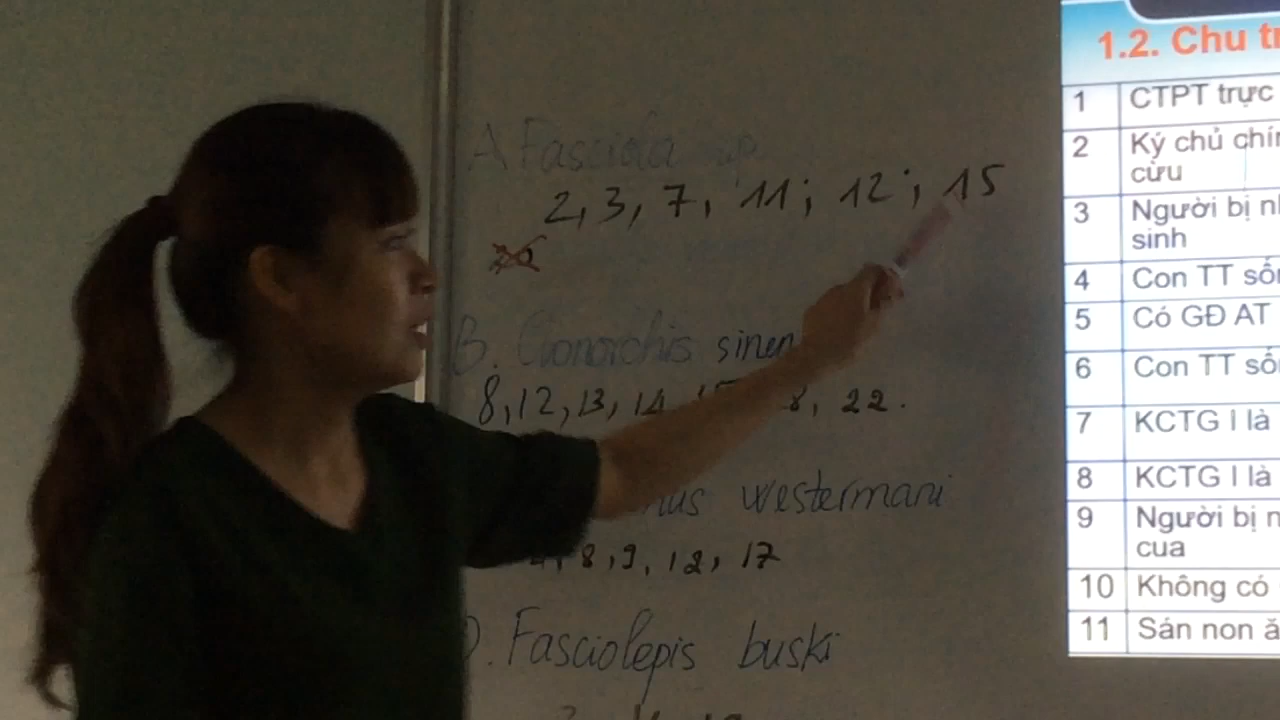 A Fasciola sp
2, 3, 7, 11; 12; 15
B. Clonorchis sinen
8, 12, 13, 14, 8, 22.
westermani
8, 9, 12, 17
D. Fasciolepis buski
1.2. Chu
1 CTPT trực
2 Ký chủ
cừu
3 Người bị
sinh
4 Con TT
5 Có GĐ AT
6 Con TT
7 KCTG I là
8 KCTG I là
9 Người bị
cua
10 Không có
11 Sán non